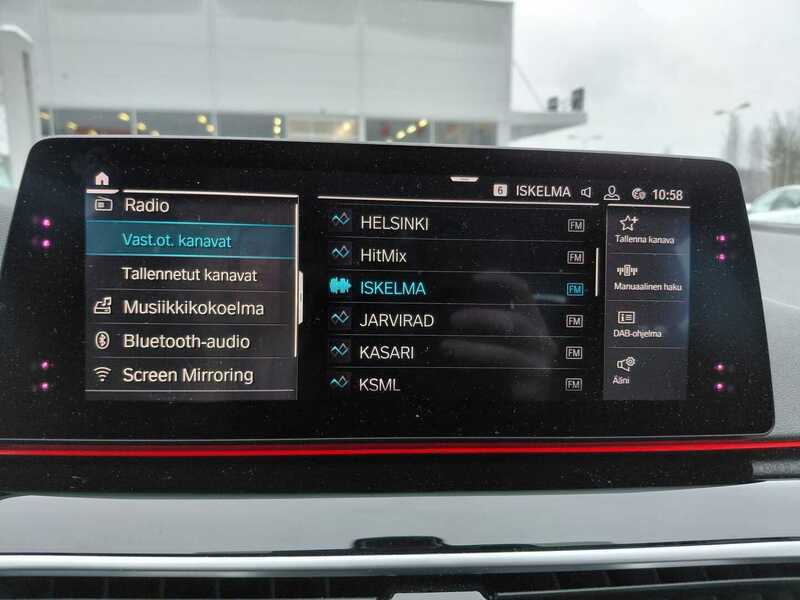 6 ISKELMA 10:58
Radio
Vast.ot. kanavat
Tallennetut kanavat
Musiikkikokoelma
Bluetooth-audio
Screen Mirroring
HELSINKI FM
HitMix FM
ISKELMA FM
JARVIRAD FM
KASARI FM
KSML FM
Tallenna kanava
Manuaalinen haku
DAB-ohjelma
Ääni